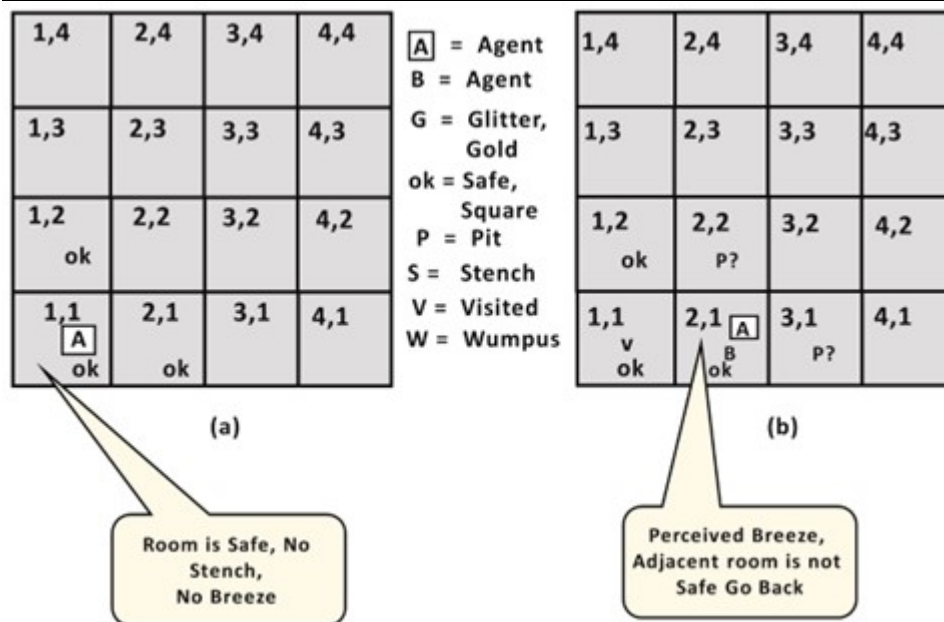 1,4 2,4 3,4 4,4
1,3 2,3 3,3 4,3
1,2 2,2 3,2 4,2
ok
1,1 2,1 3,1 4,1
A
ok ok
(a)
Room is Safe, No
Stench,
No Breeze
A = Agent
B = Agent
G = Glitter,
Gold
ok = Safe,
Square
P = Pit
S = Stench
V = Visited
W = Wumpus
1,4 2,4 3,4 4,4
1,3 2,3 3,3 4,3
1,2 2,2 3,2 4,2
ok P?
1,1 2,1 A 3,1 4,1
v B P?
ok ok
(b)
Perceived Breeze,
Adjacent room is not
Safe Go Back